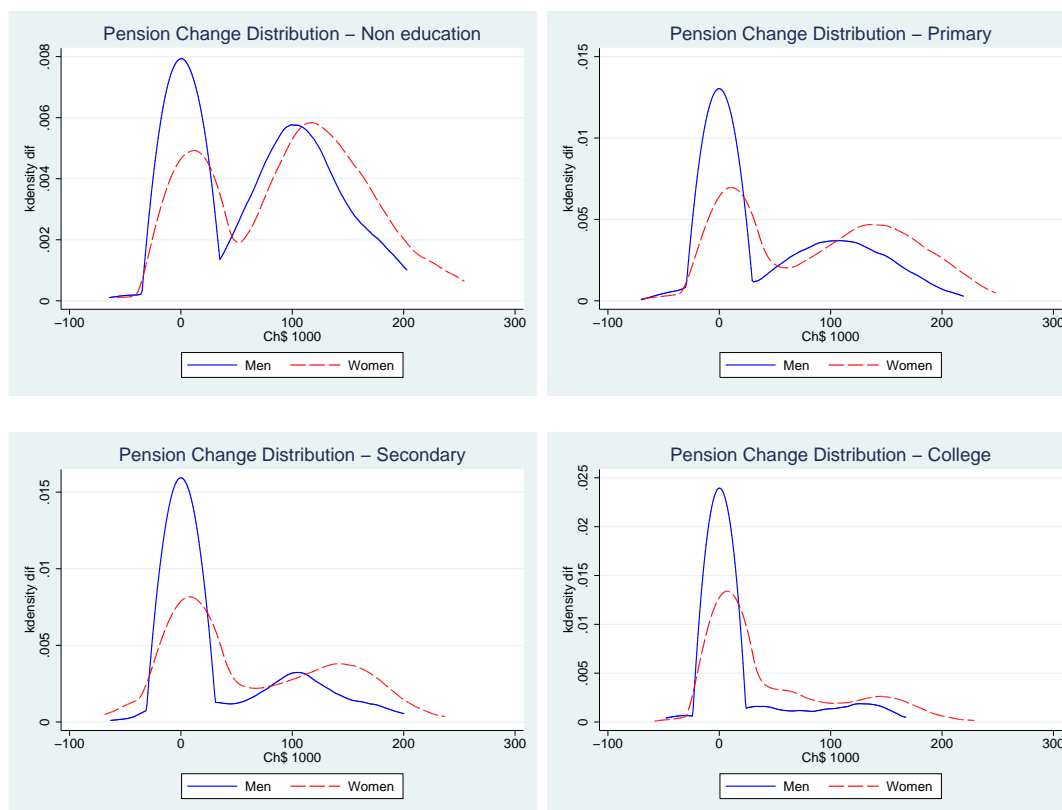 Pension Change Distribution – Non education
kdensity dif
.008
.006
.004
.002
0
−100 0 100 200 300
Ch$ 1000
Men Women
Pension Change Distribution – Primary
kdensity dif
.015
.01
.005
0
−100 0 100 200 300
Ch$ 1000
Men Women
Pension Change Distribution – Secondary
kdensity dif
.015
.01
.005
0
−100 0 100 200 300
Ch$ 1000
Men Women
Pension Change Distribution – College
kdensity dif
.025
.02
.015
.01
.005
0
−100 0 100 200 300
Ch$ 1000
Men Women